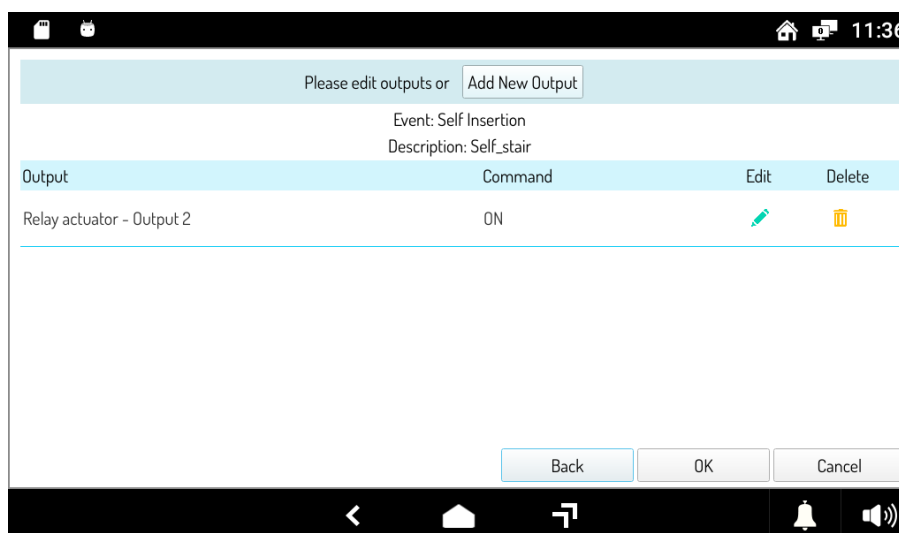 11:36
Please edit outputs or Add New Output
Event: Self Insertion
Description: Self_stair
Output Command Edit Delete
Relay actuator - Output 2 ON
Back OK Cancel